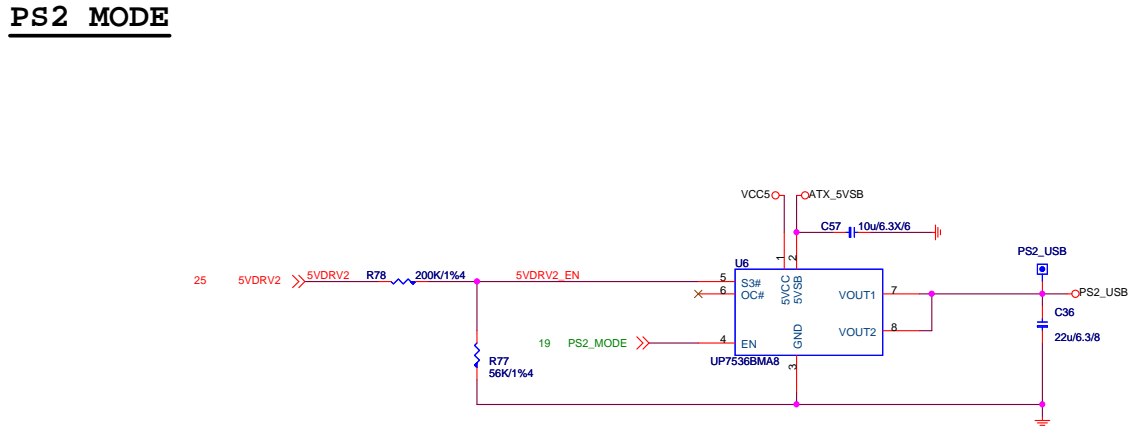 PS2 MODE
VCC5
ATX_5VSB
C57
10u/6.3X/6
PS2_USB
U6
1
2
25
5VDRV2
5VDRV2
R78
200K/1%4
5VDRV2_EN
5
S3#
6
OC#
5VCC
5VSB
VOUT1
7
PS2_USB
C36
22u/6.3/8
VOUT2
8
19
PS2_MODE
4
EN
GND
UP7536BMA8
3
R77
56K/1%4